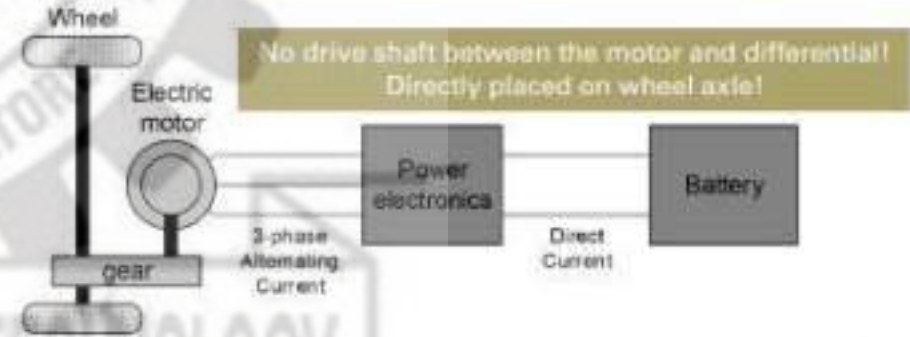 Wheel
No drive shaft between the motor and differential!
Directly placed on wheel axle!
Electric
motor
Power
electronics
Battery
3-phase
Alternating
Current
Direct
Current
gear